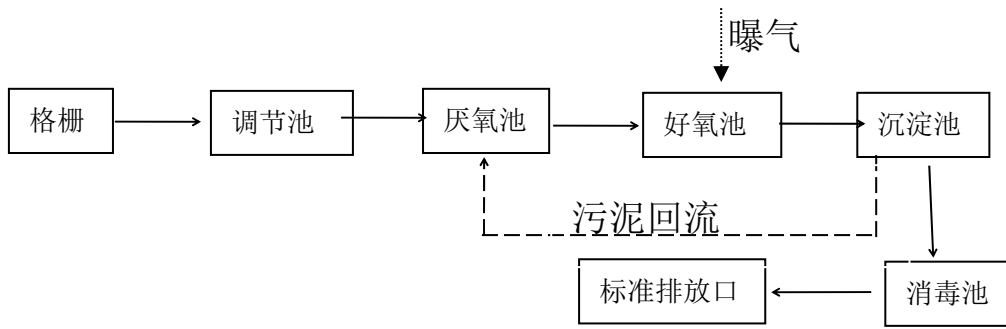 曝气
格栅
调节池
厌氧池
好氧池
沉淀池
污泥回流
标准排放口
消毒池